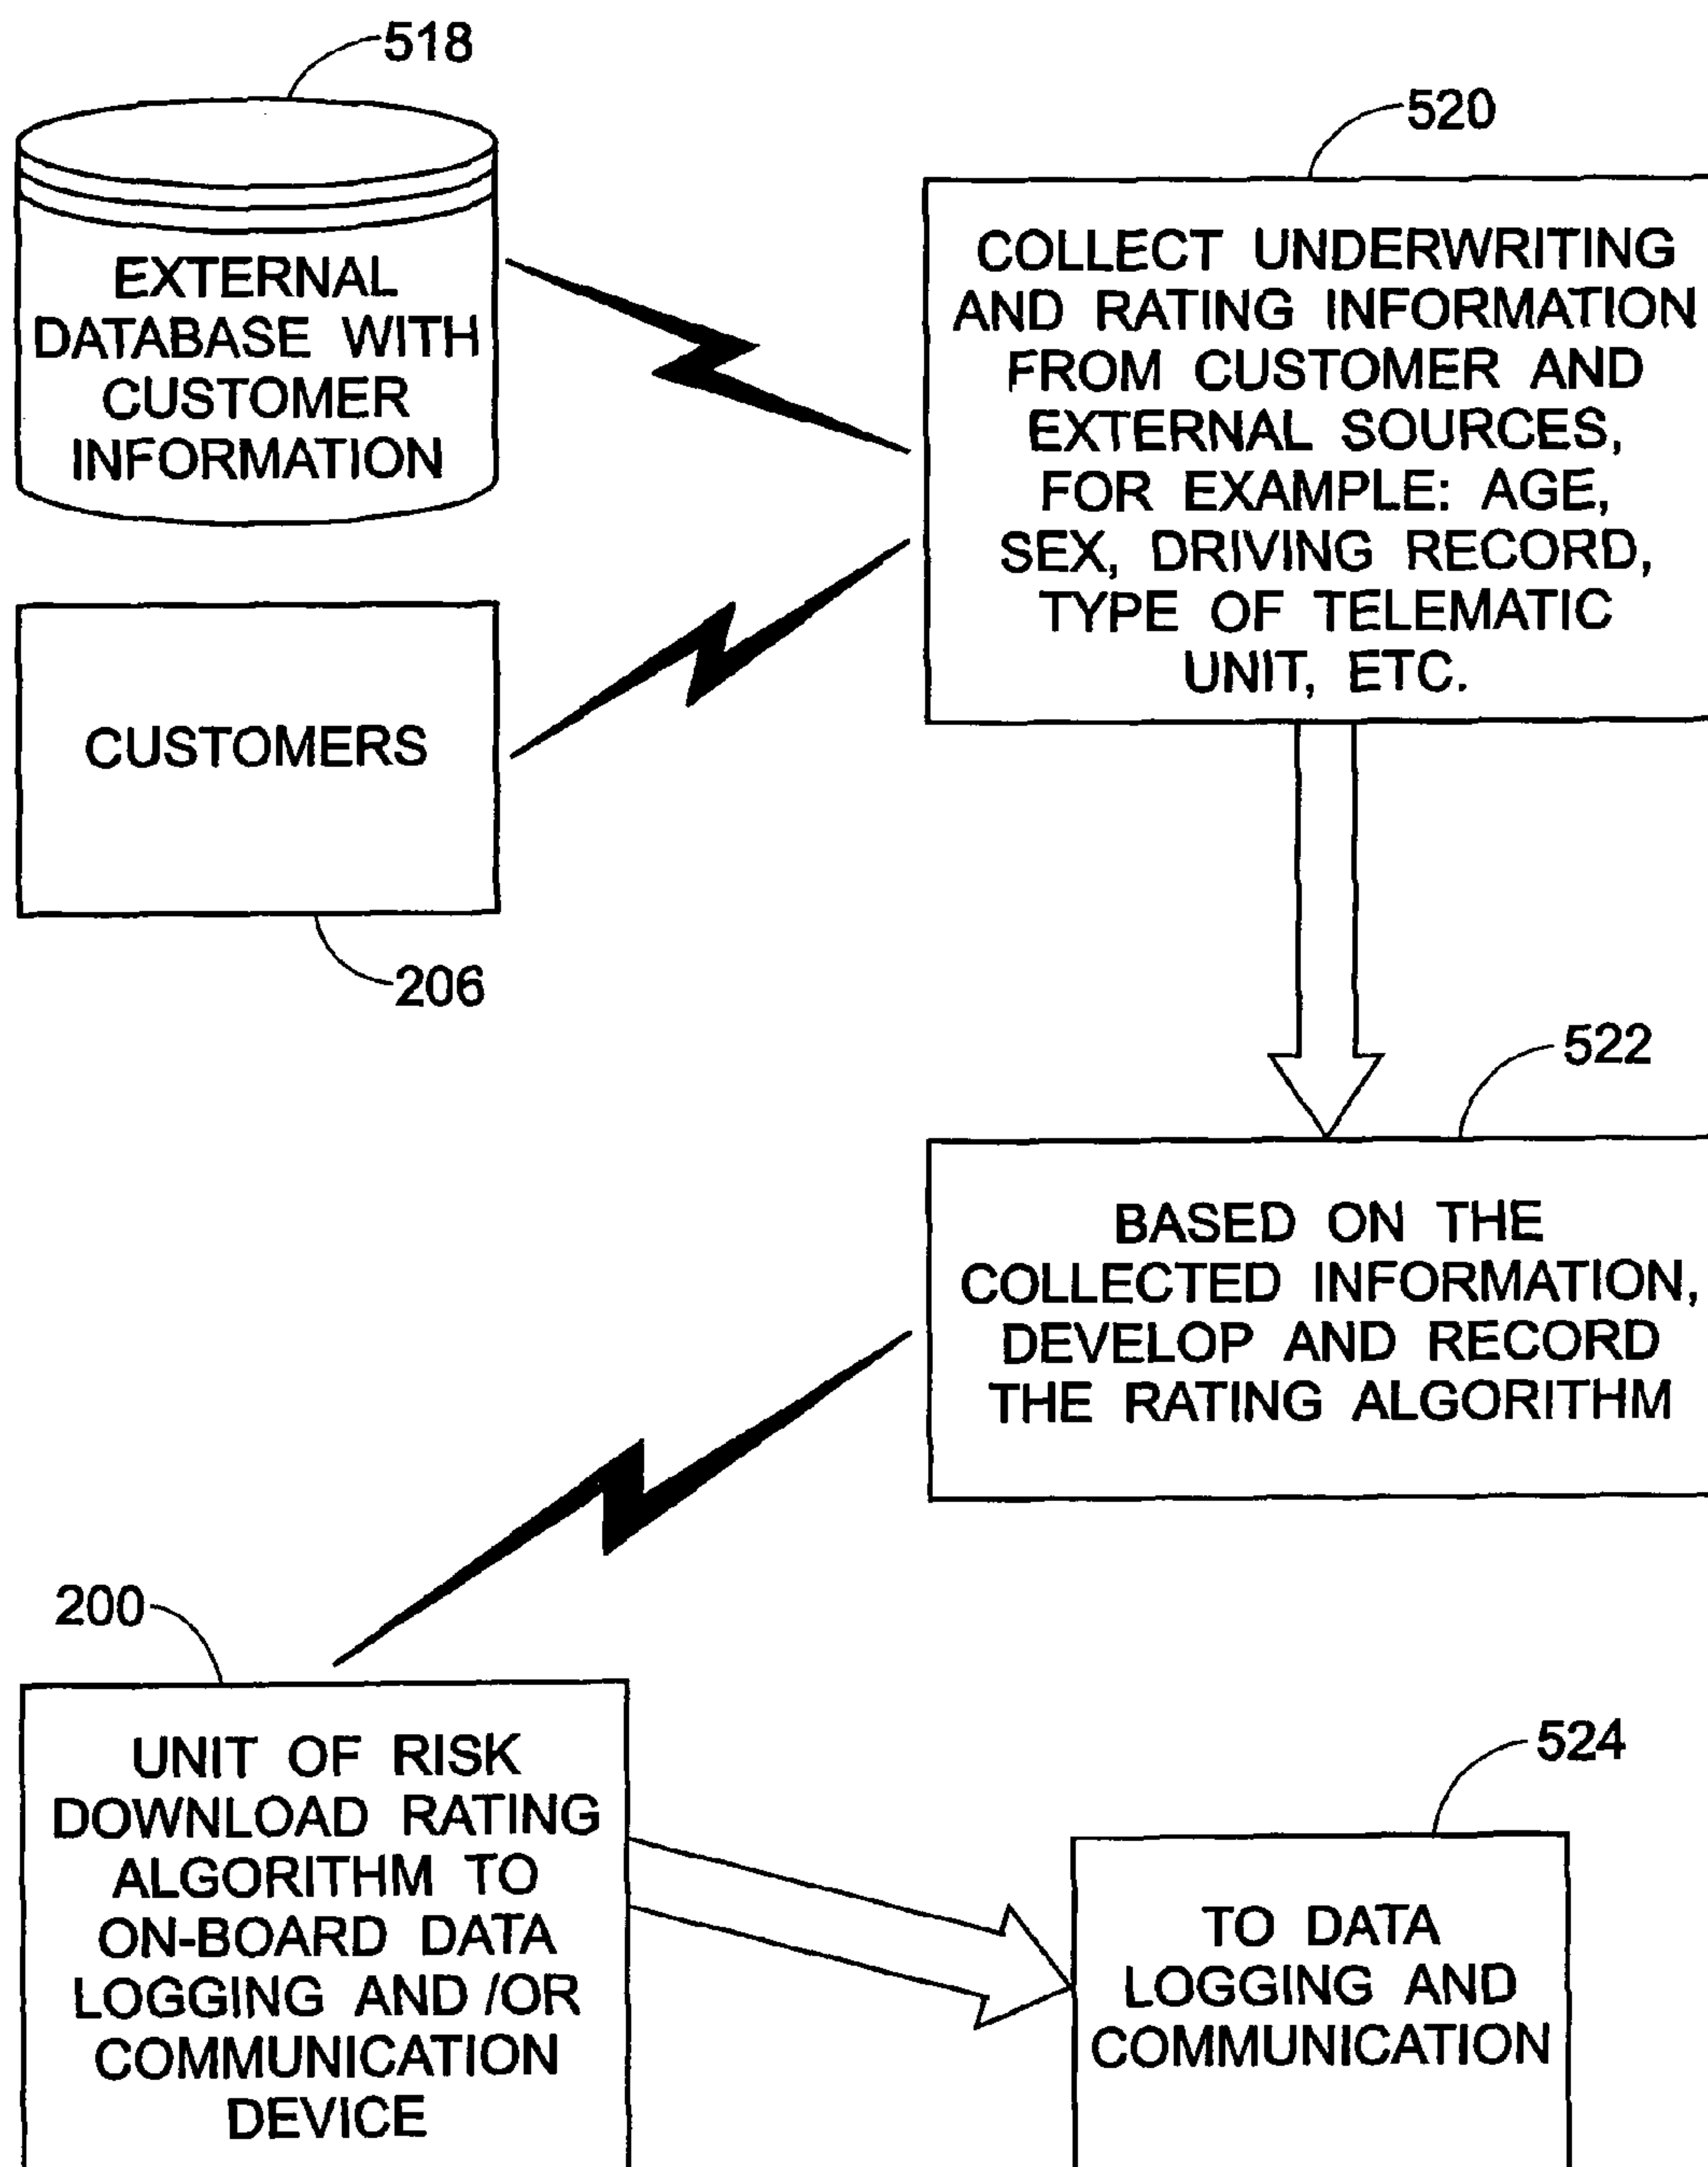 518
EXTERNAL
DATABASE WITH
CUSTOMER
INFORMATION
520
COLLECT UNDERWRITING
AND RATING INFORMATION
FROM CUSTOMER AND
EXTERNAL SOURCES,
FOR EXAMPLE: AGE,
SEX, DRIVING RECORD,
TYPE OF TELEMATIC
UNIT, ETC.
CUSTOMERS
206
522
BASED ON THE
COLLECTED INFORMATION,
DEVELOP AND RECORD
THE RATING ALGORITHM
200
UNIT OF RISK
DOWNLOAD RATING
ALGORITHM TO
ON-BOARD DATA
LOGGING AND /OR
COMMUNICATION
DEVICE
524
TO DATA
LOGGING AND
COMMUNICATION